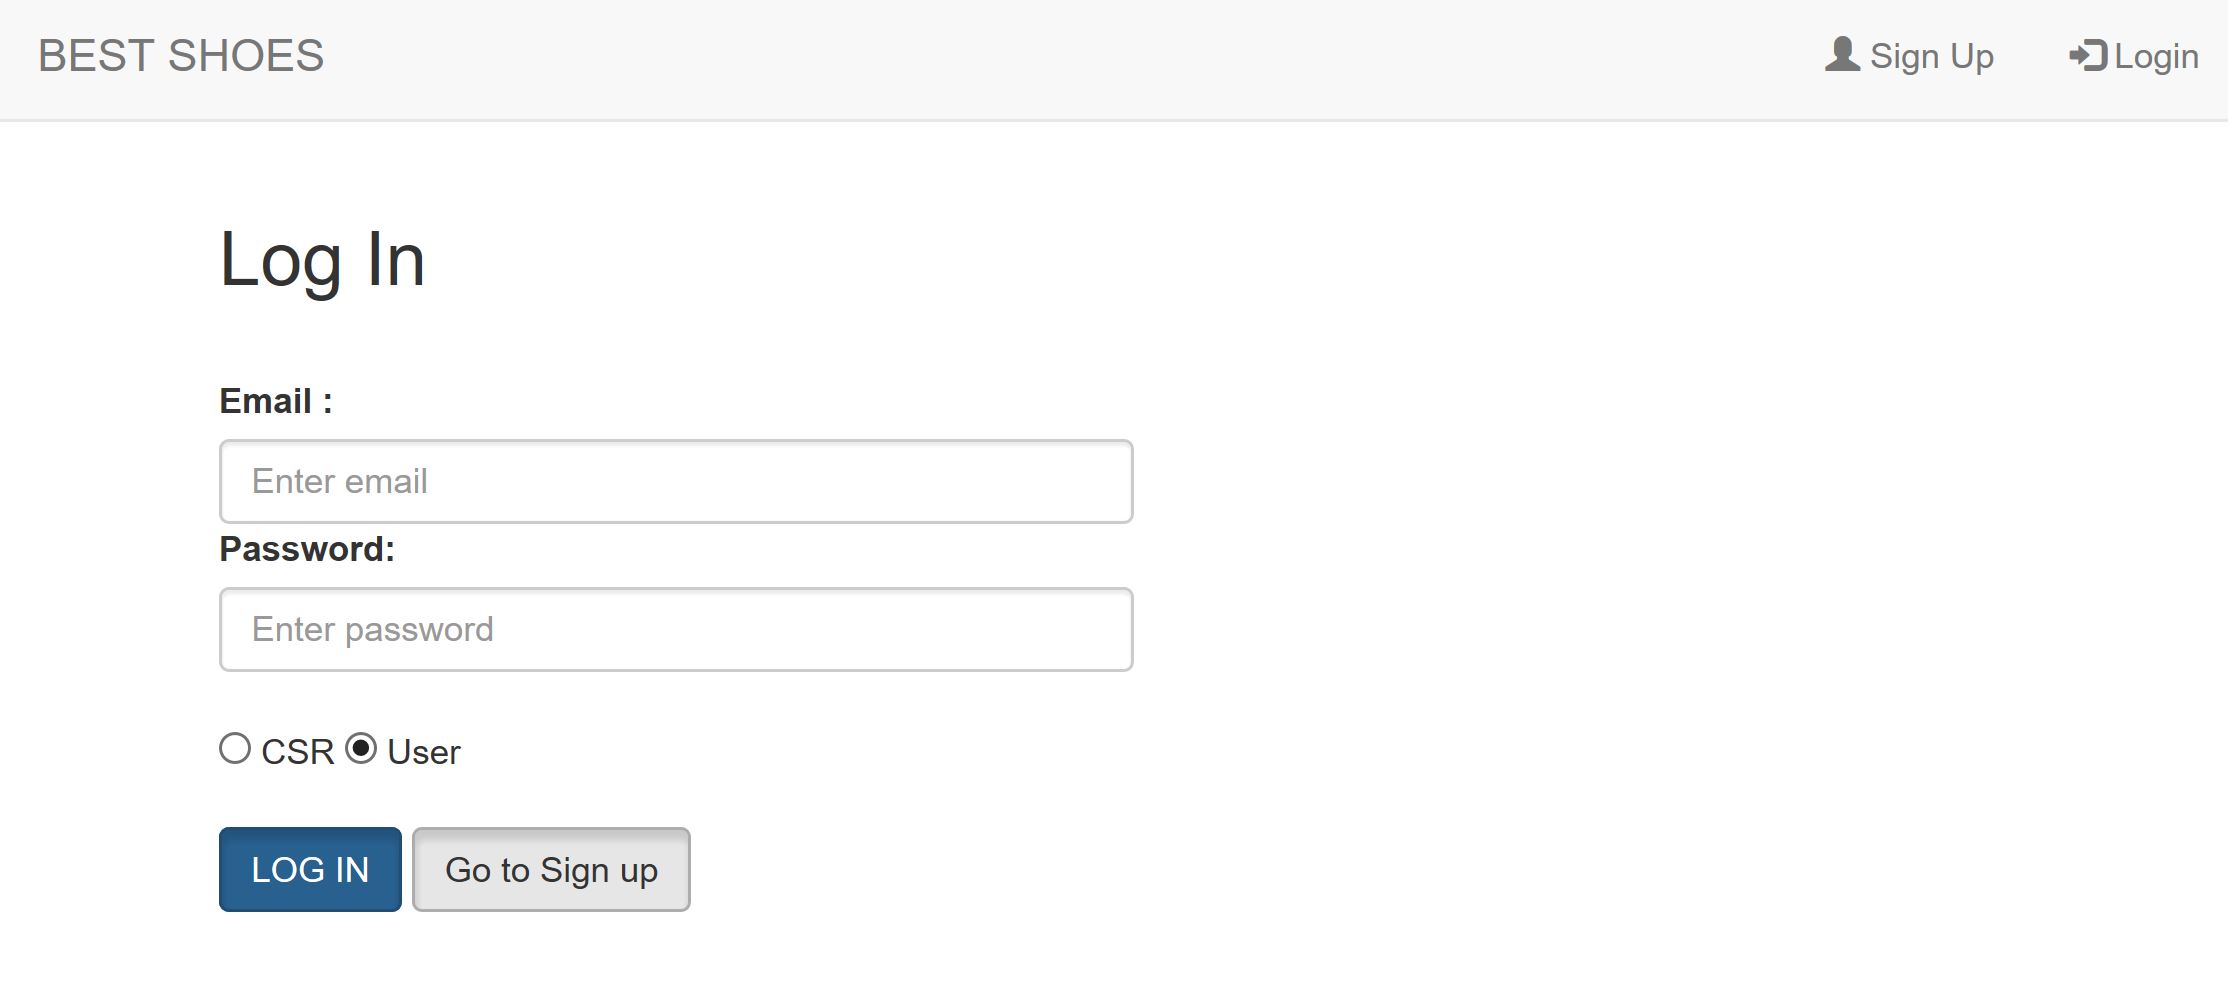 BEST SHOES Sign Up Login
Log In
Email :
Enter email
Password:
Enter password
CSR User
LOG IN Go to Sign up